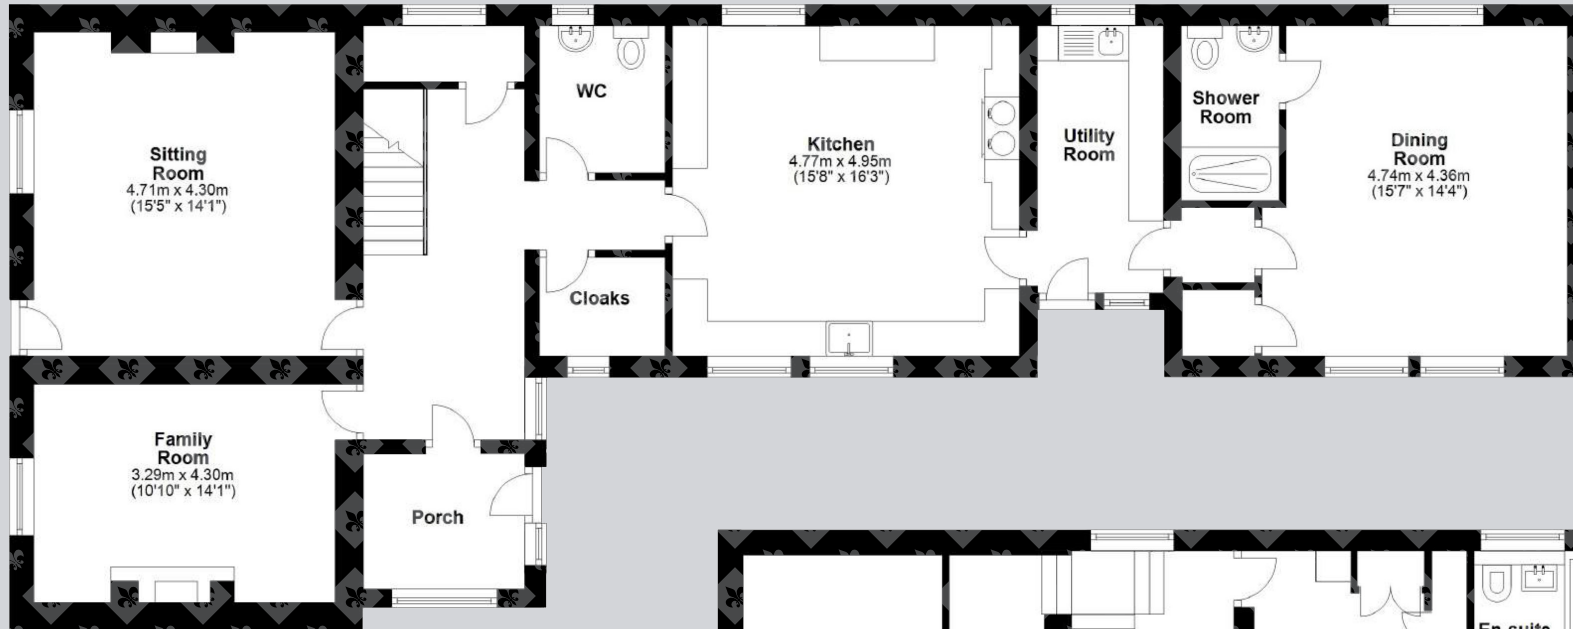 Sitting
Room
4.71m x 4.30m
(15'5" x 14'1")
WC
Kitchen
4.77m x 4.95m
(15'8" x 16'3")
Utility
Room
Shower
Room
Dining
Room
4.74m x 4.36m
(15'7" x 14'4")
Cloaks
Family
Room
3.29m x 4.30m
(10'10" x 14'1")
Porch
En-suite